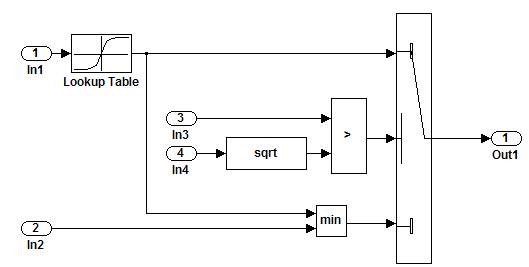 1
In1
Lookup Table
3
In3
4
In4
sqrt
>
1
Out1
2
In2
min